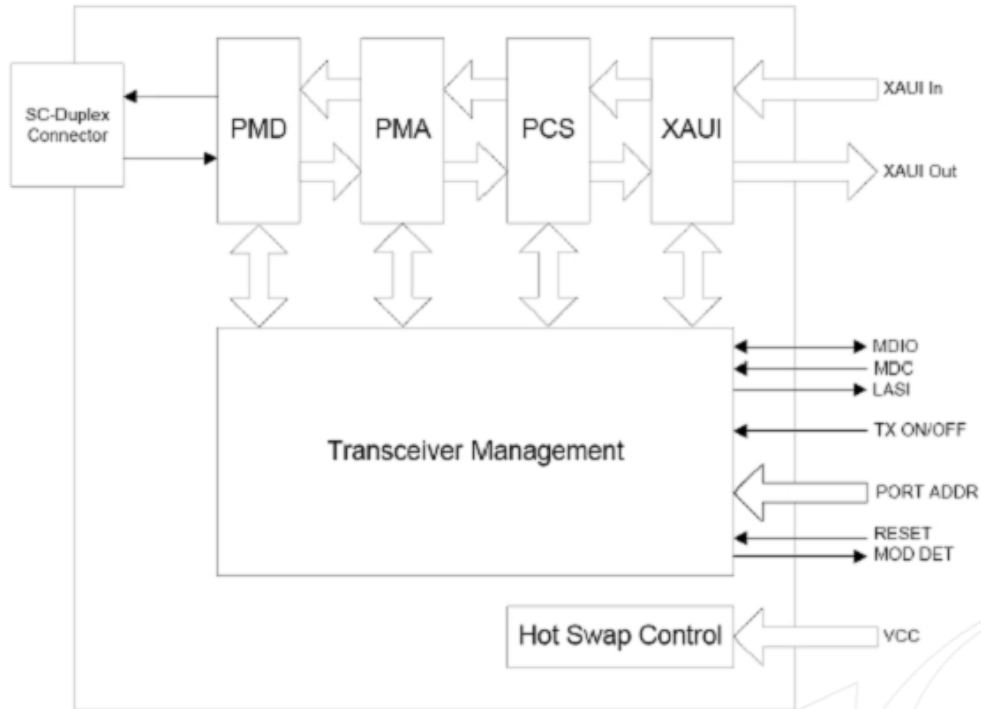 SC-Duplex
Connector
PMD
PMA
PCS
XAUI
XAUI In
XAUI Out
Transceiver Management
MDIO
MDC
LASI
TX ON/OFF
PORT ADDR
RESET
MOD DET
Hot Swap Control
VCC